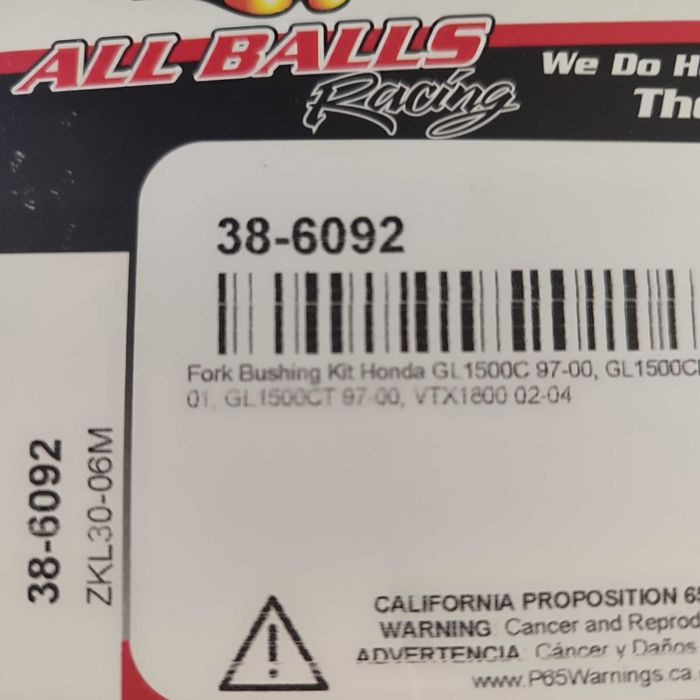 ALL BALLS
Racing
We Do H
The
38-6092
Fork Bushing Kit Honda GL1500C 97-00, GL1500C
01, GL1500CT 97-00, VTX1800 02-04
38-6092
ZKL30-06M
CALIFORNIA PROPOSITION 65
WARNING: Cancer and Reprod
ADVERTENCIA: Cáncer y Daños
www.P65Warnings.ca